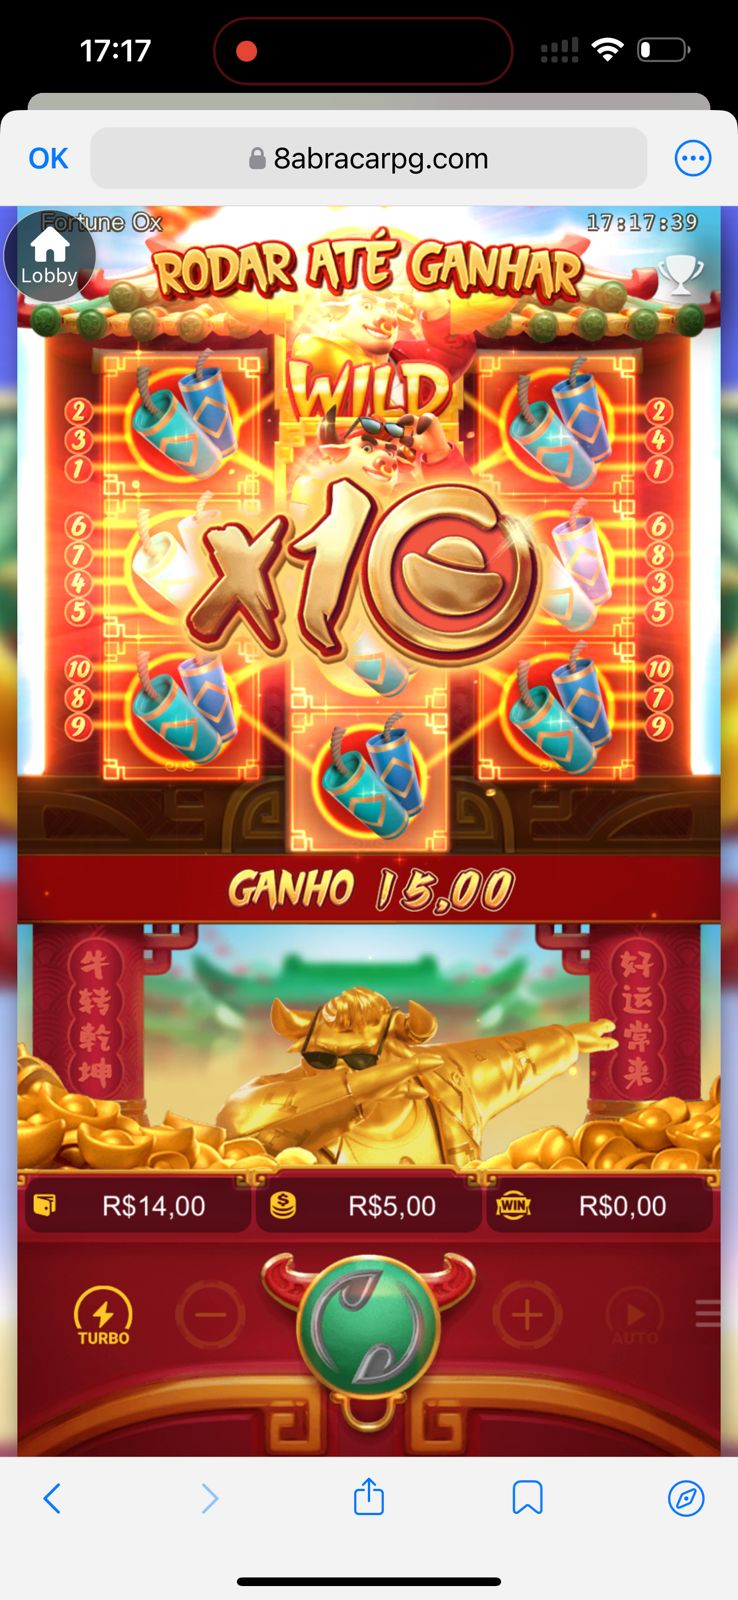 17:17
OK
8abracarpg.com
Fortune Ox
17:17:39
Lobby
RODAR ATÉ GANHAR
WILD
2
3
1
2
4
1
x10
6
7
4
5
6
8
3
5
10
8
9
10
7
9
GANHO 15,00
牛转乾坤
好运常来
R$14,00
R$5,00
WIN
R$0,00
TURBO
AUTO